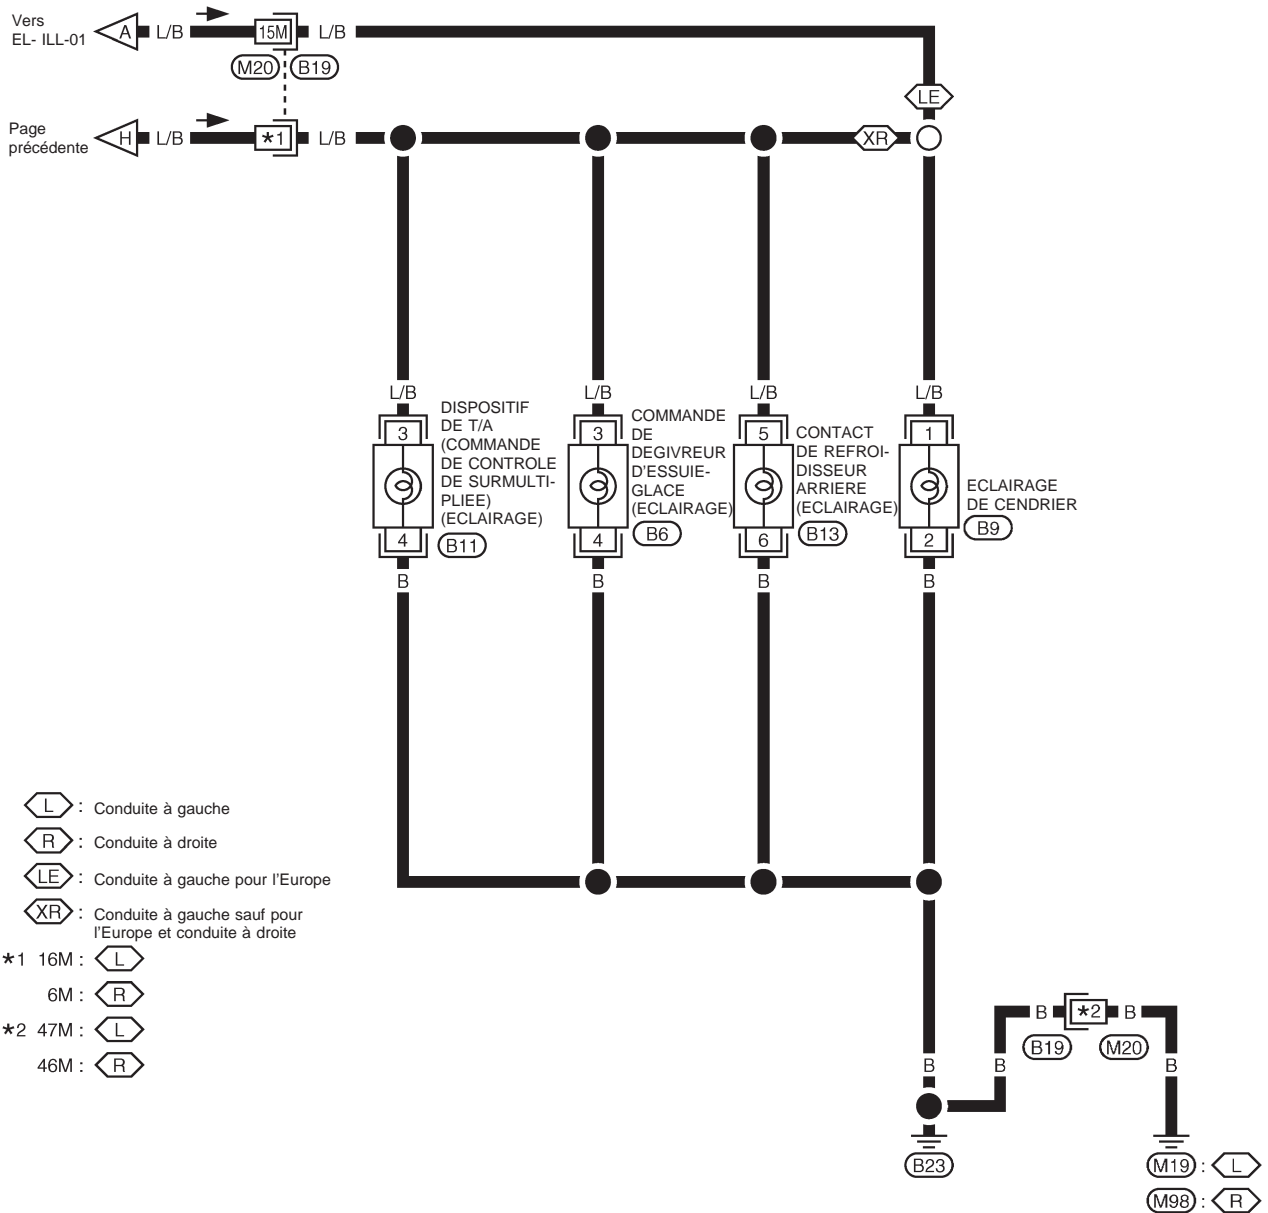 Vers
EL- ILL-01
A
L/B
15M
L/B
M20
B19
LE
Page
précédente
H
L/B
*1
L/B
XR
L/B
L/B
L/B
L/B
3
DISPOSITIF
DE T/A
(COMMANDE
DE CONTROLE
DE SURMULTI-
PLIEE)
(ECLAIRAGE)
4
B11
3
COMMANDE
DE
DEGIVREUR
D'ESSUIE-
GLACE
(ECLAIRAGE)
4
B6
5
CONTACT
DE REFROI-
DISSEUR
ARRIERE
(ECLAIRAGE)
6
B13
1
ECLAIRAGE
DE CENDRIER
2
B9
B
B
B
B
L : Conduite à gauche
R : Conduite à droite
LE : Conduite à gauche pour l'Europe
XR : Conduite à gauche sauf pour
l'Europe et conduite à droite
*1 16M : L
6M : R
*2 47M : L
46M : R
B
*2
B
B19
M20
B
B
B
B23
M19 : L
M98 : R